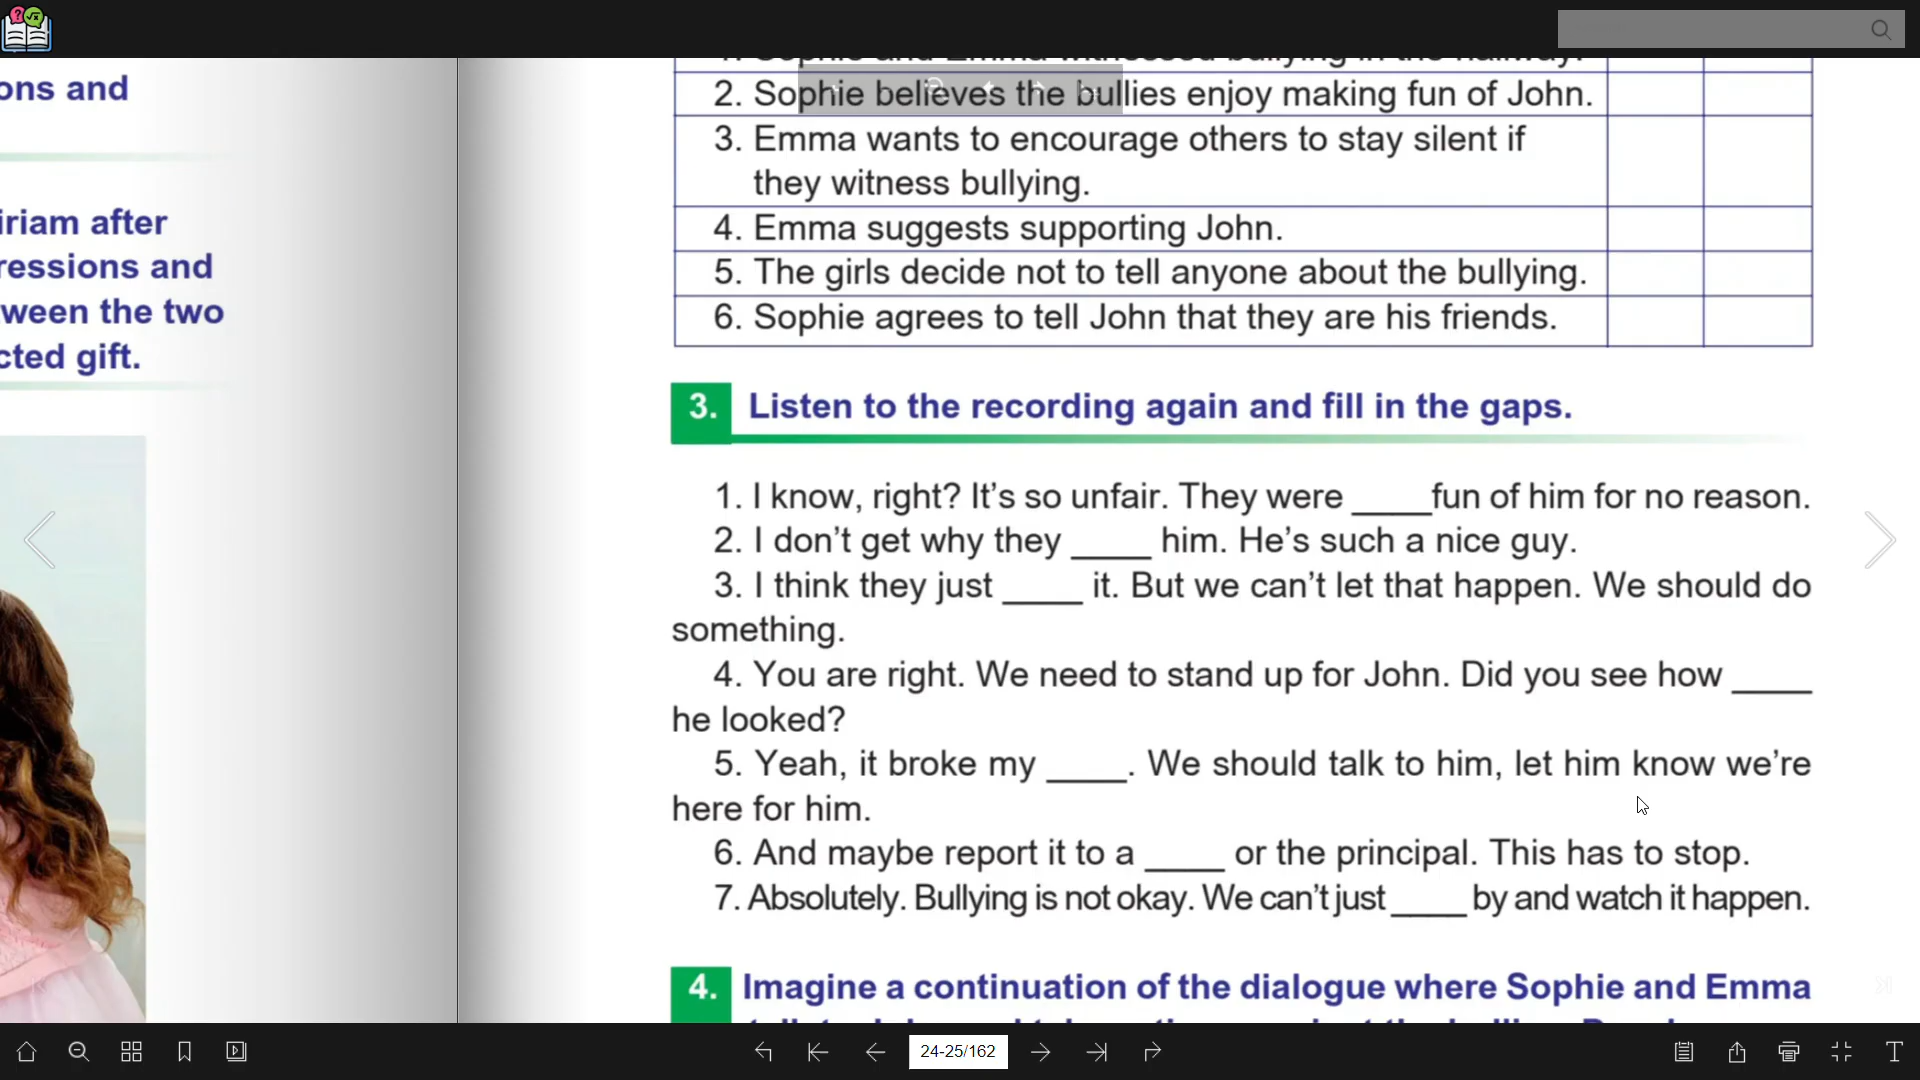 ons and
iriam after
ressions and
tween the two
cted gift.
1. Sophie and Emma witnessed bullying in the hallway.
2. Sophie believes the bullies enjoy making fun of John.
3. Emma wants to encourage others to stay silent if
they witness bullying.
4. Emma suggests supporting John.
5. The girls decide not to tell anyone about the bullying.
6. Sophie agrees to tell John that they are his friends.
3. Listen to the recording again and fill in the gaps.
1. I know, right? It’s so unfair. They were ____fun of him for no reason.
2. I don’t get why they ____ him. He’s such a nice guy.
3. I think they just ____ it. But we can’t let that happen. We should do
something.
4. You are right. We need to stand up for John. Did you see how ____
he looked?
5. Yeah, it broke my ____. We should talk to him, let him know we’re
here for him.
6. And maybe report it to a ____ or the principal. This has to stop.
7. Absolutely. Bullying is not okay. We can’t just ____ by and watch it happen.
4. Imagine a continuation of the dialogue where Sophie and Emma
24-25/162